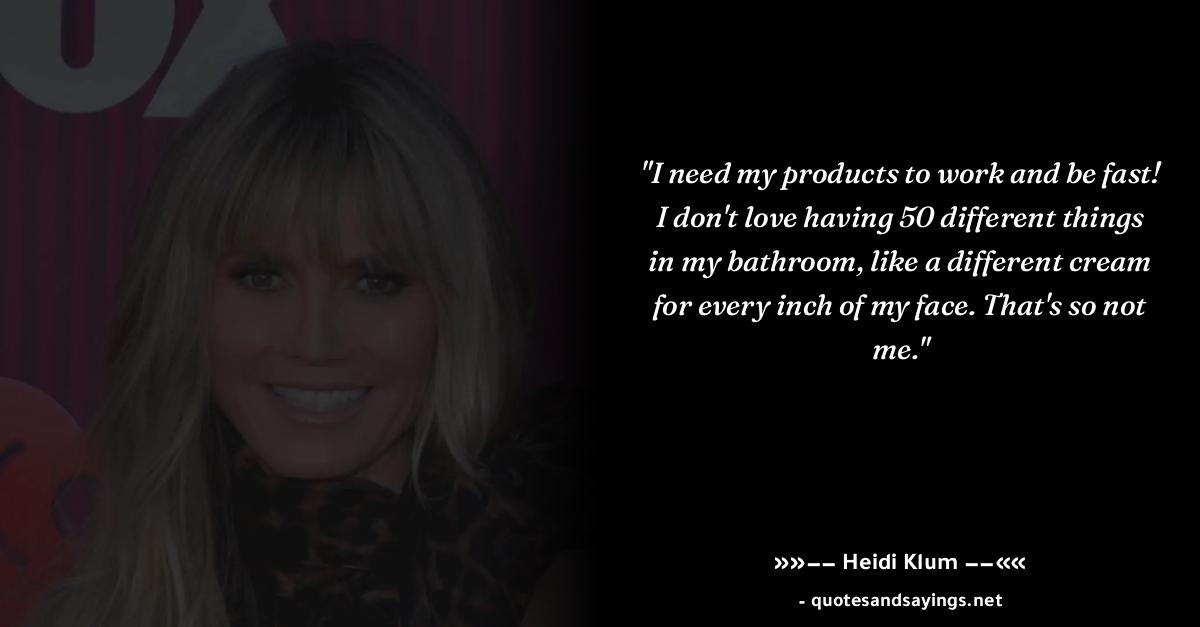 "I need my products to work and be fast!
I don't love having 50 different things
in my bathroom, like a different cream
for every inch of my face. That's so not
me."
»»–– Heidi Klum ––««
- quotesandsayings.net